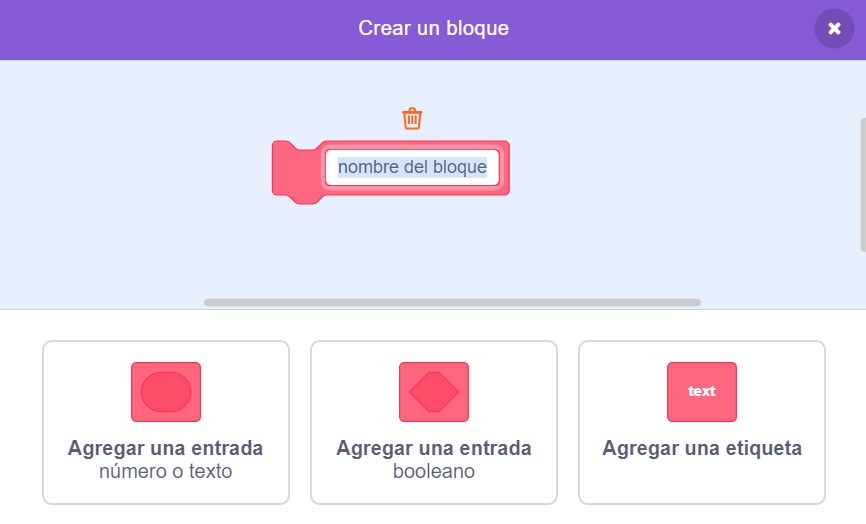 Crear un bloque
nombre del bloque
text
Agregar una entrada
número o texto
Agregar una entrada
booleano
Agregar una etiqueta